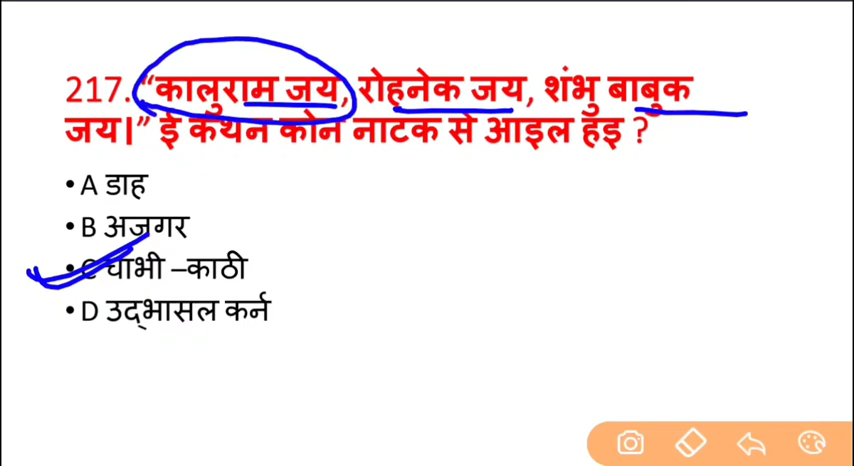 217. “कालुराम जय, रोहनेक जय, शंभु बाबुक
जय।” ई कथन कोन नाटक से आइल हइ ?
• A डाह
• B अजगर
• C चाभी –काठी
• D उद्भासल कर्न